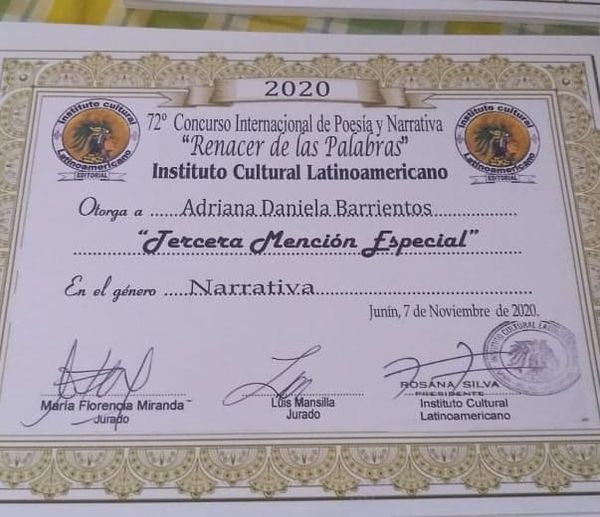 2020
Instituto cultural
Latinoamericano
EDITORIAL
72º Concurso Internacional de Poesía y Narrativa
"Renacer de las Palabras"
Instituto Cultural Latinoamericano
Instituto cultural
Latinoamericano
EDITORIAL
Otorga a ......Adriana Daniela Barrientos
"Tercera Mención Especial"
En el género .....Narrativa
Junín, 7 de Noviembre de 2020.
María Florencia Miranda
Jurado
Luis Mansilla
Jurado
ROSANA SILVA
PRESIDENTE
Instituto Cultural
Latinoamericano
INSTITUTO CULTURAL